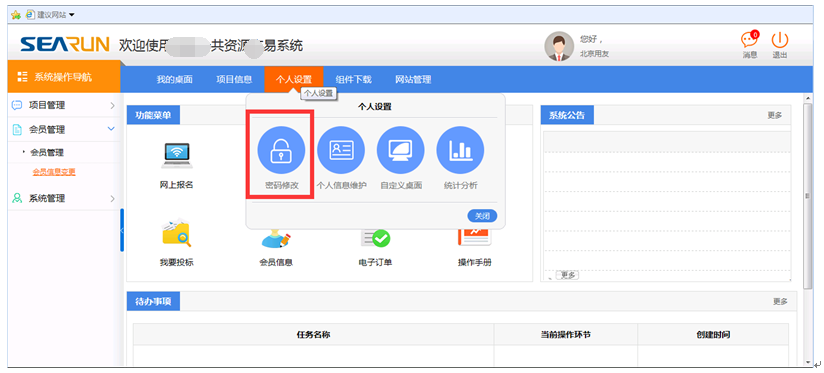 建议网站
SEARUN 欢迎使用 共资源 易系统
您好，
北京用友
消息 6 退出
系统操作导航
我的桌面 项目信息 个人设置 组件下载 网站管理
个人设置
项目管理
会员管理
会员管理
会员信息变更
系统管理
功能菜单
网上报名
我要投标
会员信息
电子订单
操作手册
个人设置
密码修改 个人信息维护 自定义桌面 统计分析
关闭
系统公告 更多
更多
待办事项 更多
任务名称 当前操作环节 创建时间